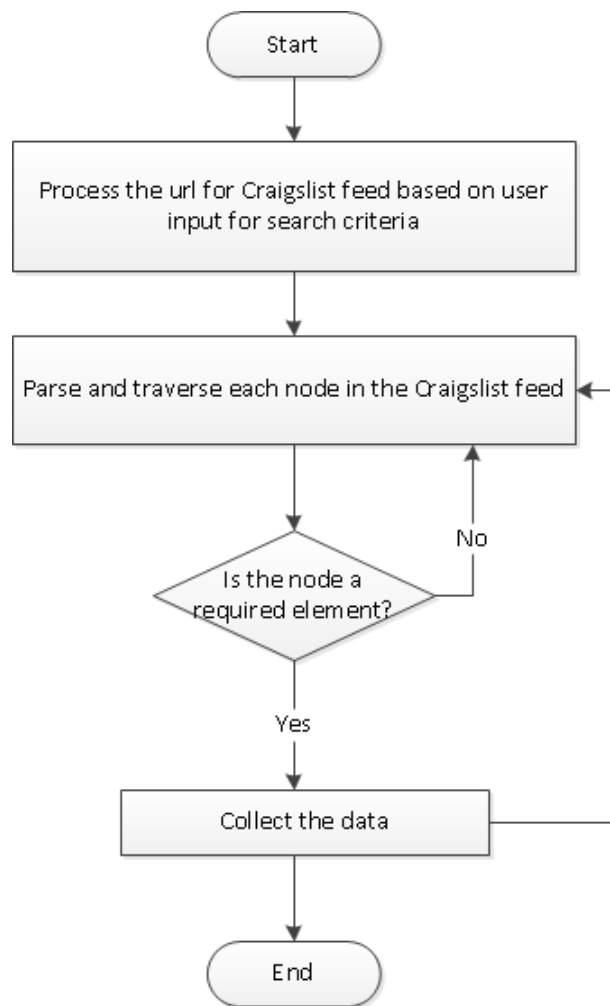 Start
Process the url for Craigslist feed based on user
input for search criteria
Parse and traverse each node in the Craigslist feed
No
Is the node a
required element?
Yes
Collect the data
End